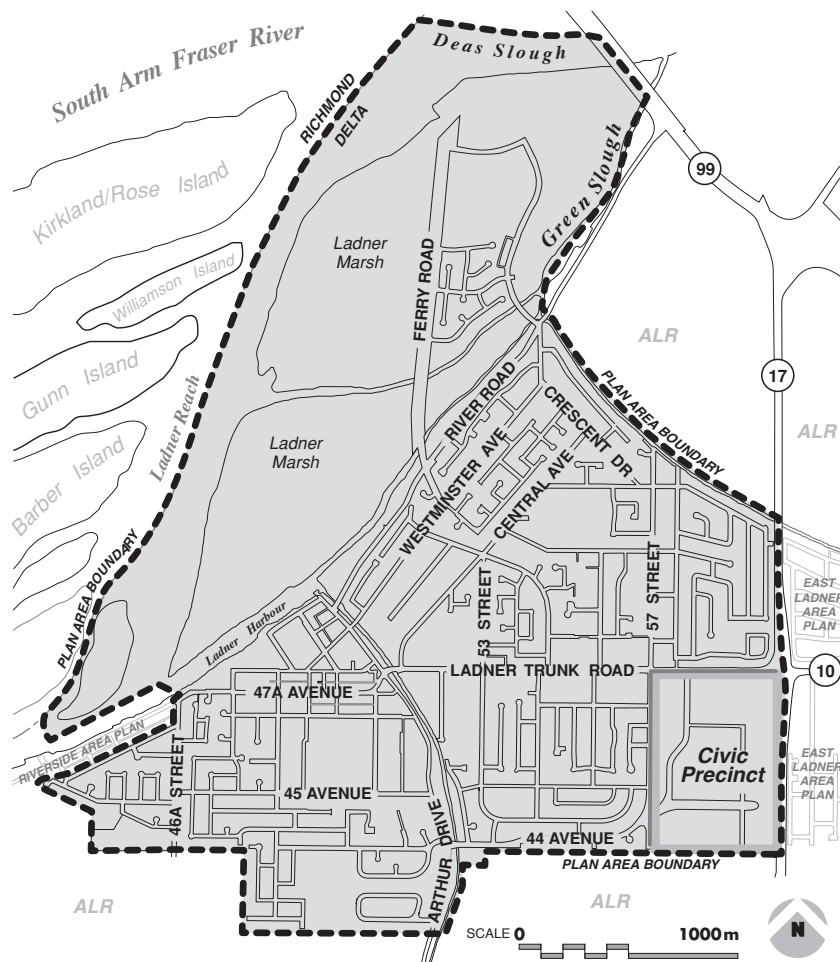 South Arm Fraser River
Deas Slough
RICHMOND
DELTA
Green Slough
99
Kirkland/Rose Island
Ladner
Marsh
FERRY ROAD
Williamson Island
ALR
17
Gunn Island
Ladner Reach
RIVER ROAD
CRESCENT DR
PLAN AREA BOUNDARY
ALR
Ladner
Marsh
WESTMINSTER AVE
CENTRAL AVE
Barber Island
PLAN AREA BOUNDARY
53 STREET
57 STREET
EAST
LADNER
AREA
PLAN
Ladner Harbour
LADNER TRUNK ROAD
10
47A AVENUE
RIVERSIDE AREA PLAN
46A STREET
Civic
Precinct
EAST
LADNER
AREA
PLAN
45 AVENUE
ARTHUR DRIVE
44 AVENUE
PLAN AREA BOUNDARY
ALR
ALR
SCALE 0 1000m
N